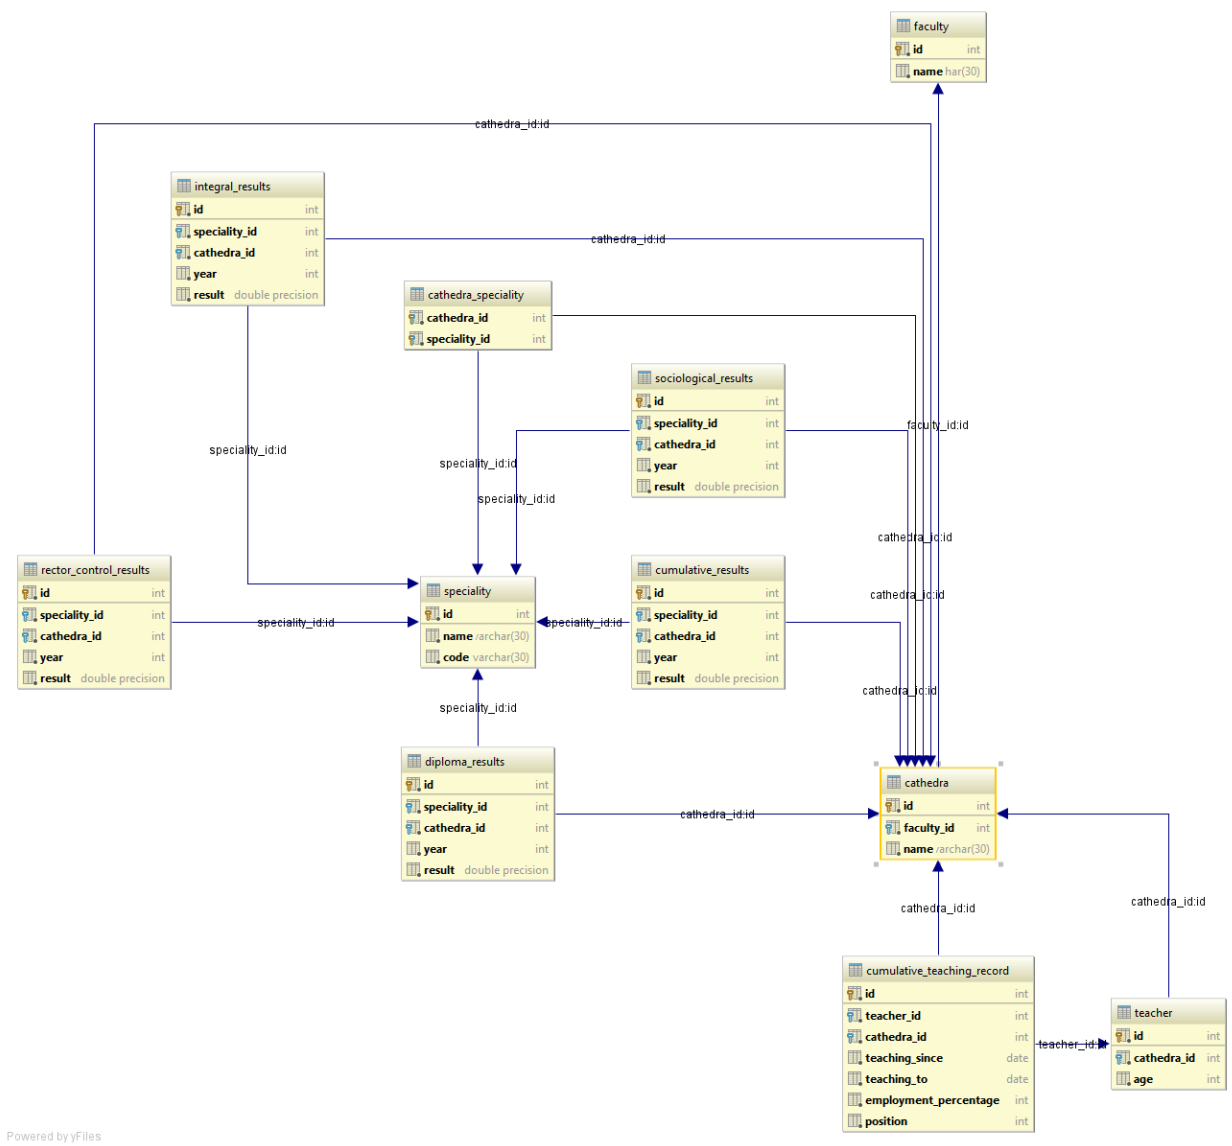 faculty
id int
name har(30)
cathedra_id:id
integral_results
id int
speciality_id int
cathedra_id int
year int
result double precision
cathedra_id:id
cathedra_speciality
cathedra_id int
speciality_id int
sociological_results
id int
speciality_id int
cathedra_id int
year int
result double precision
faculty_id:id
speciality_id:id
speciality_id:id
speciality_id:id
cathedra_id:id
rector_control_results
id int
speciality_id int
cathedra_id int
year int
result double precision
speciality_id:id
speciality
id int
name varchar(30)
code varchar(30)
speciality_id:id
cumulative_results
id int
speciality_id int
cathedra_id int
year int
result double precision
cathedra_id:id
cathedra_id:id
speciality_id:id
diploma_results
id int
speciality_id int
cathedra_id int
year int
result double precision
cathedra_id:id
cathedra
id int
faculty_id int
name varchar(30)
cathedra_id:id
cathedra_id:id
cumulative_teaching_record
id int
teacher_id int
cathedra_id int
teaching_since date
teaching_to date
employment_percentage int
position int
teacher_id:id
teacher
id int
cathedra_id int
age int
Powered by yFiles